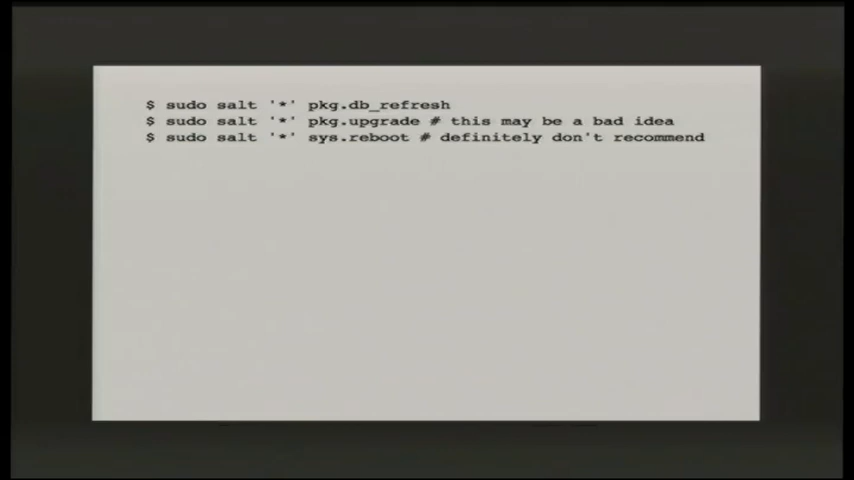 $ sudo salt '*' pkg.db_refresh
$ sudo salt '*' pkg.upgrade # this may be a bad idea
$ sudo salt '*' sys.reboot # definitely don't recommend